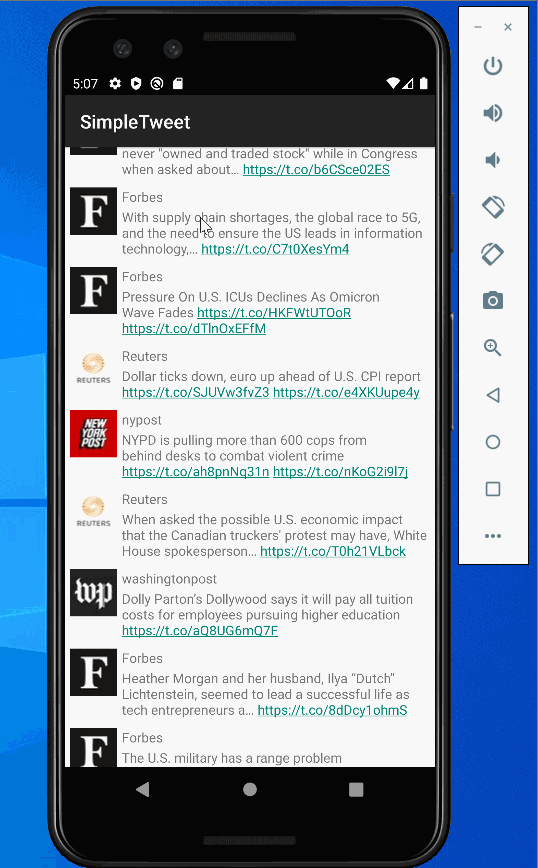 5:07
SimpleTweet
never "owned and traded stock" while in Congress
when asked about... https://t.co/b6CSce02ES
Forbes
With supply chain shortages, the global race to 5G,
and the need to ensure the US leads in information
technology,... https://t.co/C7t0XesYm4
Forbes
Pressure On U.S. ICUs Declines As Omicron
Wave Fades https://t.co/HKFWtUTOoR
https://t.co/dTlnOxEFfM
Reuters
REUTERS
Dollar ticks down, euro up ahead of U.S. CPI report
https://t.co/SJUVw3fvZ3 https://t.co/e4XKUupe4y
nypost
NEW YORK POST
NYPD is pulling more than 600 cops from
behind desks to combat violent crime
https://t.co/ah8pnNq31n https://t.co/nKoG2i9l7j
Reuters
REUTERS
When asked the possible U.S. economic impact
that the Canadian truckers' protest may have, White
House spokesperson... https://t.co/T0h21VLbck
washingtonpost
wp
Dolly Parton's Dollywood says it will pay all tuition
costs for employees pursuing higher education
https://t.co/aQ8UG6mQ7F
Forbes
F
Heather Morgan and her husband, Ilya "Dutch"
Lichtenstein, seemed to lead a successful life as
tech entrepreneurs a... https://t.co/8dDcy1ohmS
Forbes
F
The U.S. military has a range problem